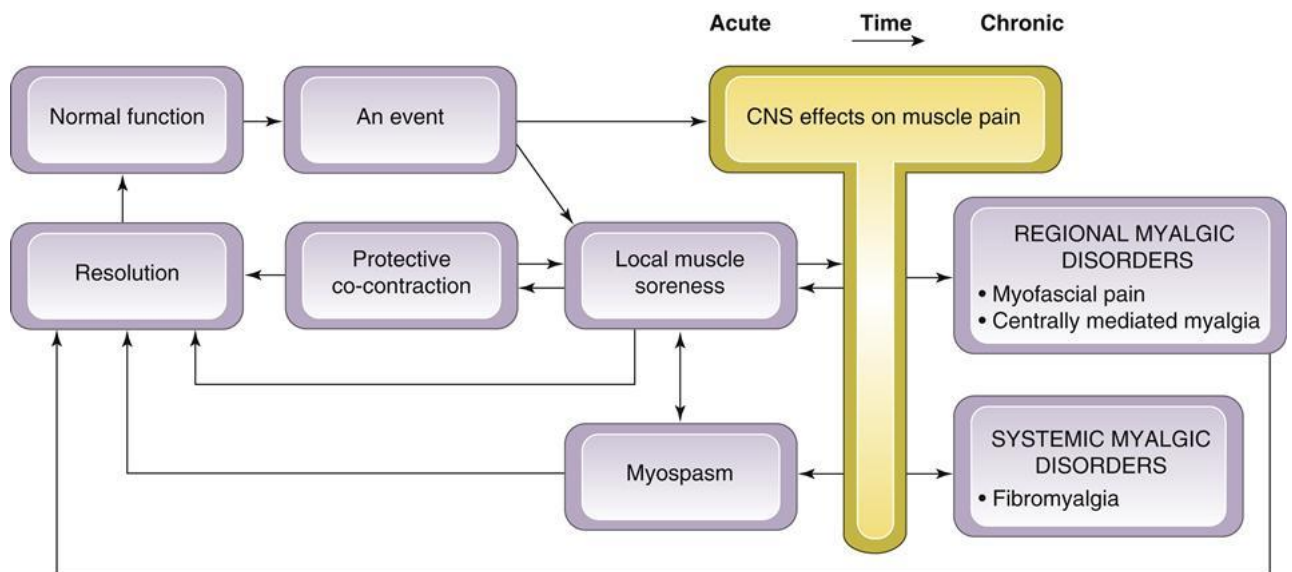 Acute Time Chronic
Normal function
An event
CNS effects on muscle pain
Resolution
Protective
co-contraction
Local muscle
soreness
REGIONAL MYALGIC
DISORDERS
• Myofascial pain
• Centrally mediated myalgia
Myospasm
SYSTEMIC MYALGIC
DISORDERS
• Fibromyalgia